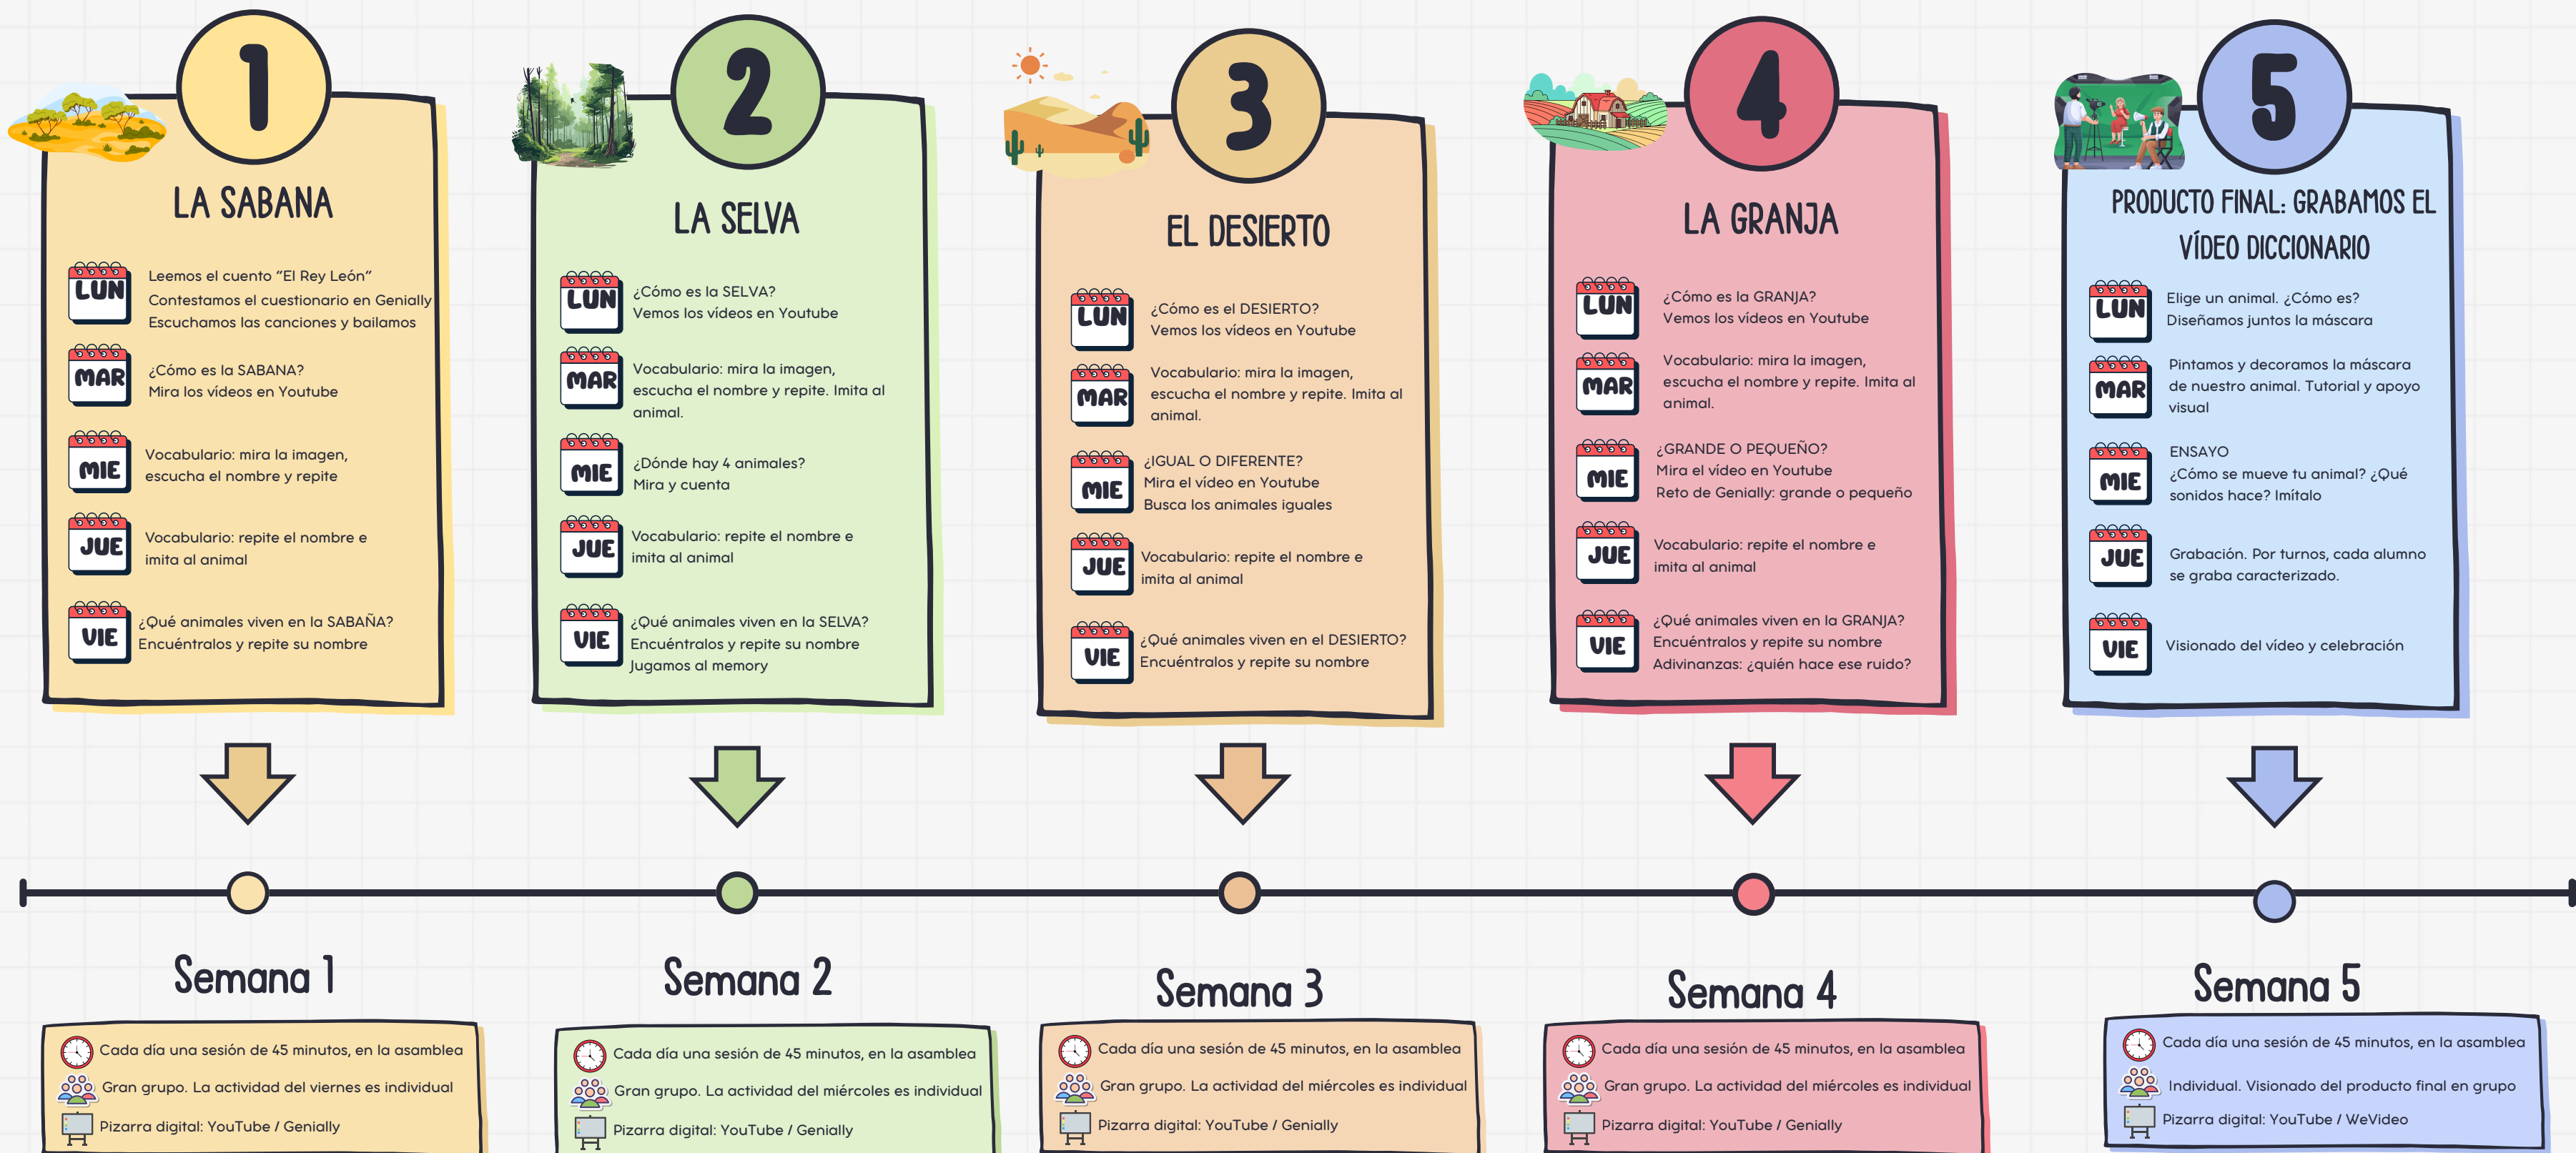 1
LA SABANA
LUN
Leemos el cuento “El Rey León”
Contestamos el cuestionario en Genially
Escuchamos las canciones y bailamos
MAR
¿Cómo es la SABANA?
Mira los vídeos en Youtube
MIE
Vocabulario: mira la imagen,
escucha el nombre y repite
JUE
Vocabulario: repite el nombre e
imita al animal
VIE
¿Qué animales viven en la SABAÑA?
Encuéntralos y repite su nombre
2
LA SELVA
LUN
¿Cómo es la SELVA?
Vemos los vídeos en Youtube
MAR
Vocabulario: mira la imagen,
escucha el nombre y repite. Imita al
animal.
MIE
¿Dónde hay 4 animales?
Mira y cuenta
JUE
Vocabulario: repite el nombre e
imita al animal
VIE
¿Qué animales viven en la SELVA?
Encuéntralos y repite su nombre
Jugamos al memory
3
EL DESIERTO
LUN
¿Cómo es el DESIERTO?
Vemos los vídeos en Youtube
MAR
Vocabulario: mira la imagen,
escucha el nombre y repite. Imita al
animal.
MIE
¿IGUAL O DIFERENTE?
Mira el vídeo en Youtube
Busca los animales iguales
JUE
Vocabulario: repite el nombre e
imita al animal
VIE
¿Qué animales viven en el DESIERTO?
Encuéntralos y repite su nombre
4
LA GRANJA
LUN
¿Cómo es la GRANJA?
Vemos los vídeos en Youtube
MAR
Vocabulario: mira la imagen,
escucha el nombre y repite. Imita al
animal.
MIE
¿GRANDE O PEQUEÑO?
Mira el vídeo en Youtube
Reto de Genially: grande o pequeño
JUE
Vocabulario: repite el nombre e
imita al animal
VIE
¿Qué animales viven en la GRANJA?
Encuéntralos y repite su nombre
Adivinanzas: ¿quién hace ese ruido?
5
PRODUCTO FINAL: GRABAMOS EL
VÍDEO DICCIONARIO
LUN
Elige un animal. ¿Cómo es?
Diseñamos juntos la máscara
MAR
Pintamos y decoramos la máscara
de nuestro animal. Tutorial y apoyo
visual
MIE
ENSAYO
¿Cómo se mueve tu animal? ¿Qué
sonidos hace? Imítalo
JUE
Grabación. Por turnos, cada alumno
se graba caracterizado.
VIE
Visionado del vídeo y celebración
Semana 1
Cada día una sesión de 45 minutos, en la asamblea
Gran grupo. La actividad del viernes es individual
Pizarra digital: YouTube / Genially
Semana 2
Cada día una sesión de 45 minutos, en la asamblea
Gran grupo. La actividad del miércoles es individual
Pizarra digital: YouTube / Genially
Semana 3
Cada día una sesión de 45 minutos, en la asamblea
Gran grupo. La actividad del miércoles es individual
Pizarra digital: YouTube / Genially
Semana 4
Cada día una sesión de 45 minutos, en la asamblea
Gran grupo. La actividad del miércoles es individual
Pizarra digital: YouTube / Genially
Semana 5
Cada día una sesión de 45 minutos, en la asamblea
Individual. Visionado del producto final en grupo
Pizarra digital: YouTube / WeVideo